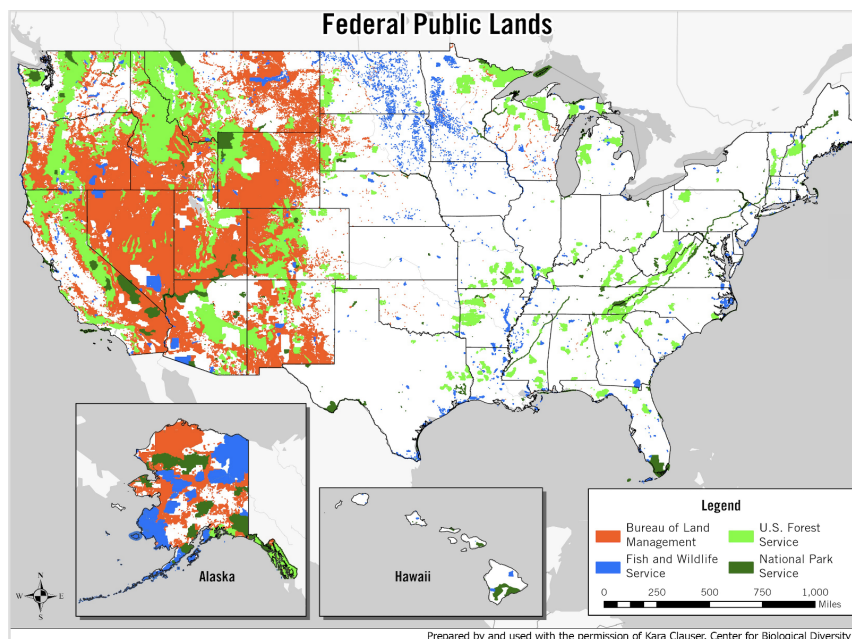 Federal Public Lands
Alaska
Hawaii
N
W E
S
Legend
Bureau of Land
Management
U.S. Forest
Service
Fish and Wildlife
Service
National Park
Service
0 250 500 750 1,000
Miles
Prepared by and used with the permission of Kara Clauser, Center for Biological Diversity